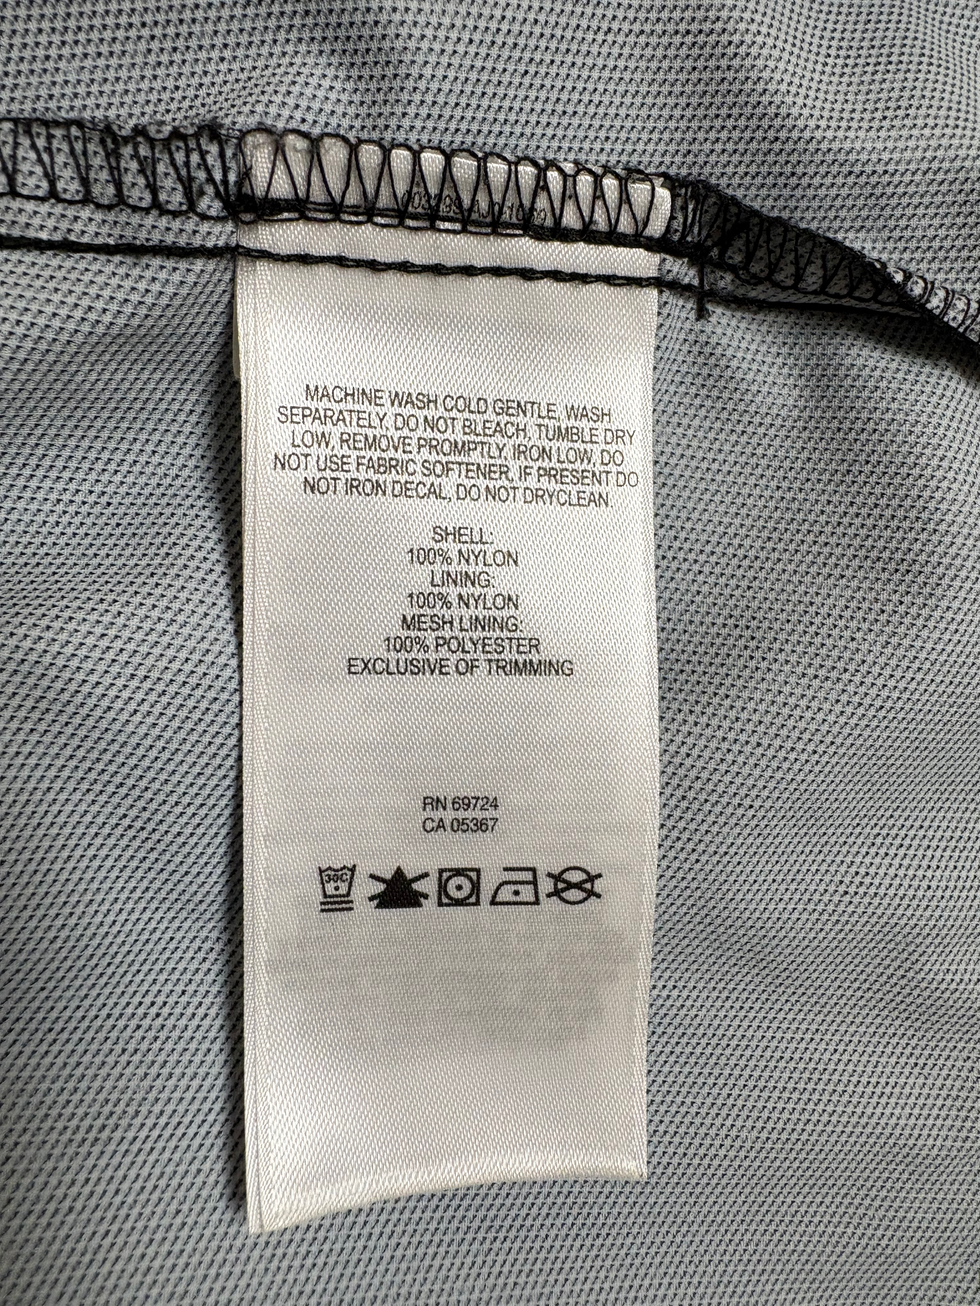 MACHINE WASH COLD GENTLE, WASH
SEPARATELY, DO NOT BLEACH, TUMBLE DRY
LOW, REMOVE PROMPTLY, IRON LOW, DO
NOT USE FABRIC SOFTENER, IF PRESENT DO
NOT IRON DECAL, DO NOT DRYCLEAN.
SHELL:
100% NYLON
LINING:
100% NYLON
MESH LINING:
100% POLYESTER
EXCLUSIVE OF TRIMMING
RN 69724
CA 05367
30C